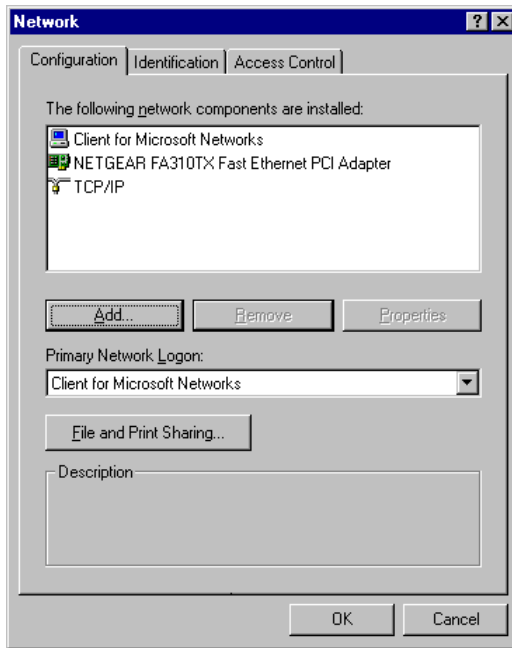 Network
Configuration Identification Access Control
The following network components are installed:
Client for Microsoft Networks
NETGEAR FA310TX Fast Ethernet PCI Adapter
TCP/IP
Add... Remove Properties
Primary Network Logon:
Client for Microsoft Networks
File and Print Sharing...
Description
OK Cancel